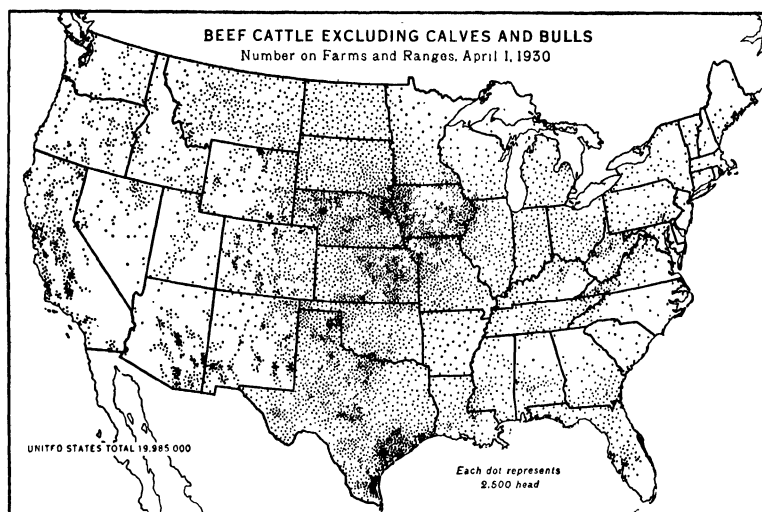 BEEF CATTLE EXCLUDING CALVES AND BULLS
Number on Farms and Ranges, April 1, 1930
UNITED STATES TOTAL 19,985,000
Each dot represents
2,500 head